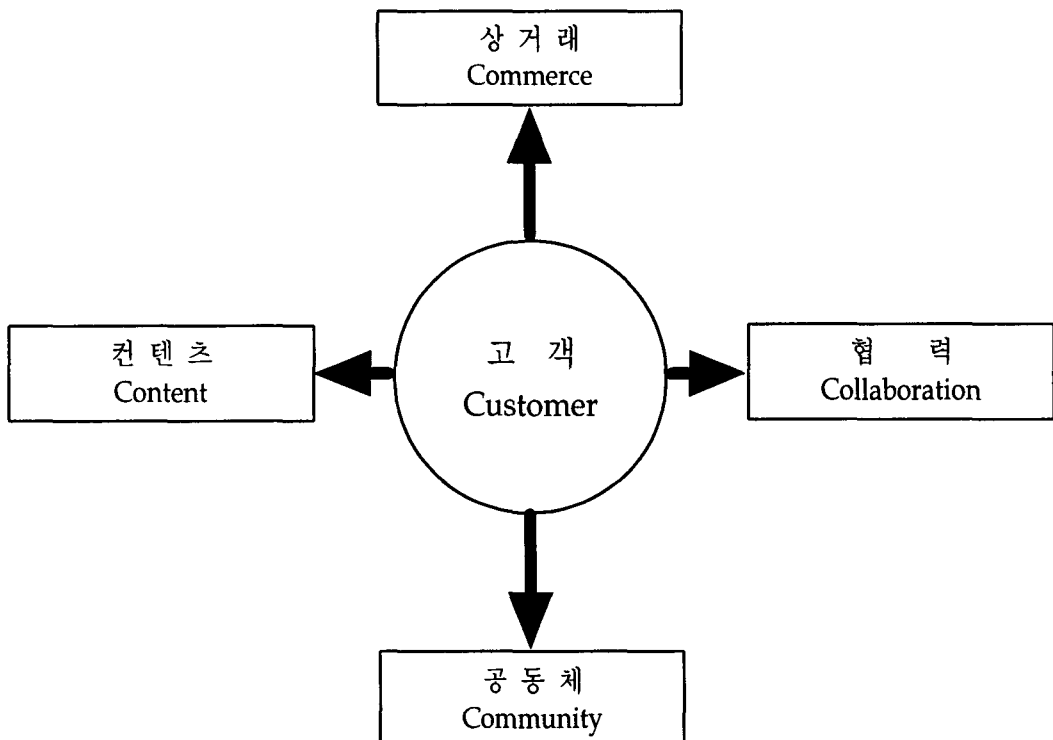 상 거 래
Commerce
컨 텐 츠
Content
고 객
Customer
협 력
Collaboration
공 동 체
Community